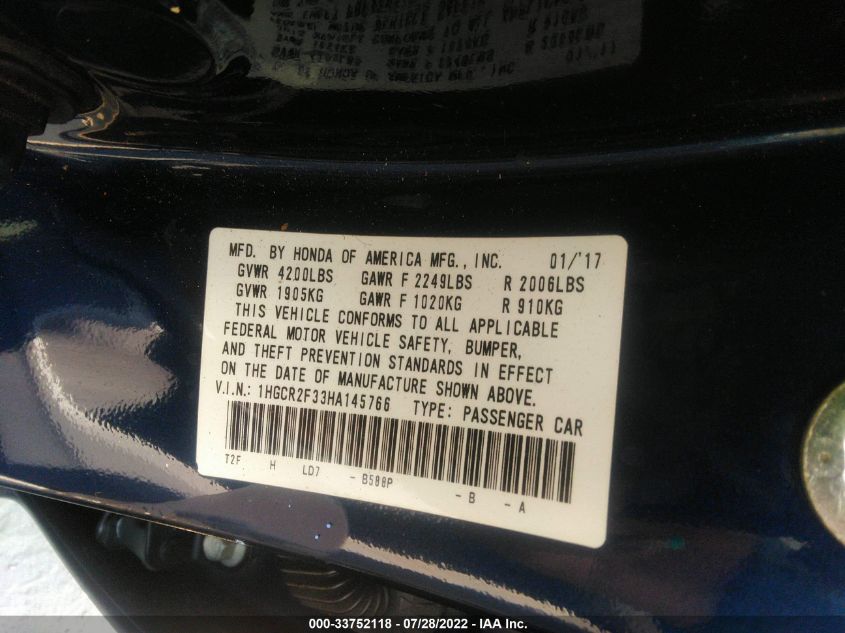 MFD. BY HONDA OF AMERICA MFG., INC. 01/'17
GVWR 4200LBS GAWR F 2249LBS R 2006LBS
GVWR 1905KG GAWR F 1020KG R 910KG
THIS VEHICLE CONFORMS TO ALL APPLICABLE
FEDERAL MOTOR VEHICLE SAFETY, BUMPER,
AND THEFT PREVENTION STANDARDS IN EFFECT
ON THE DATE OF MANUFACTURE SHOWN ABOVE.
V.I.N.: 1HGCR2F33HA145766 TYPE: PASSENGER CAR
T2F H LD7 - B588P - B - A
000-33752118 - 07/28/2022 - IAA Inc.